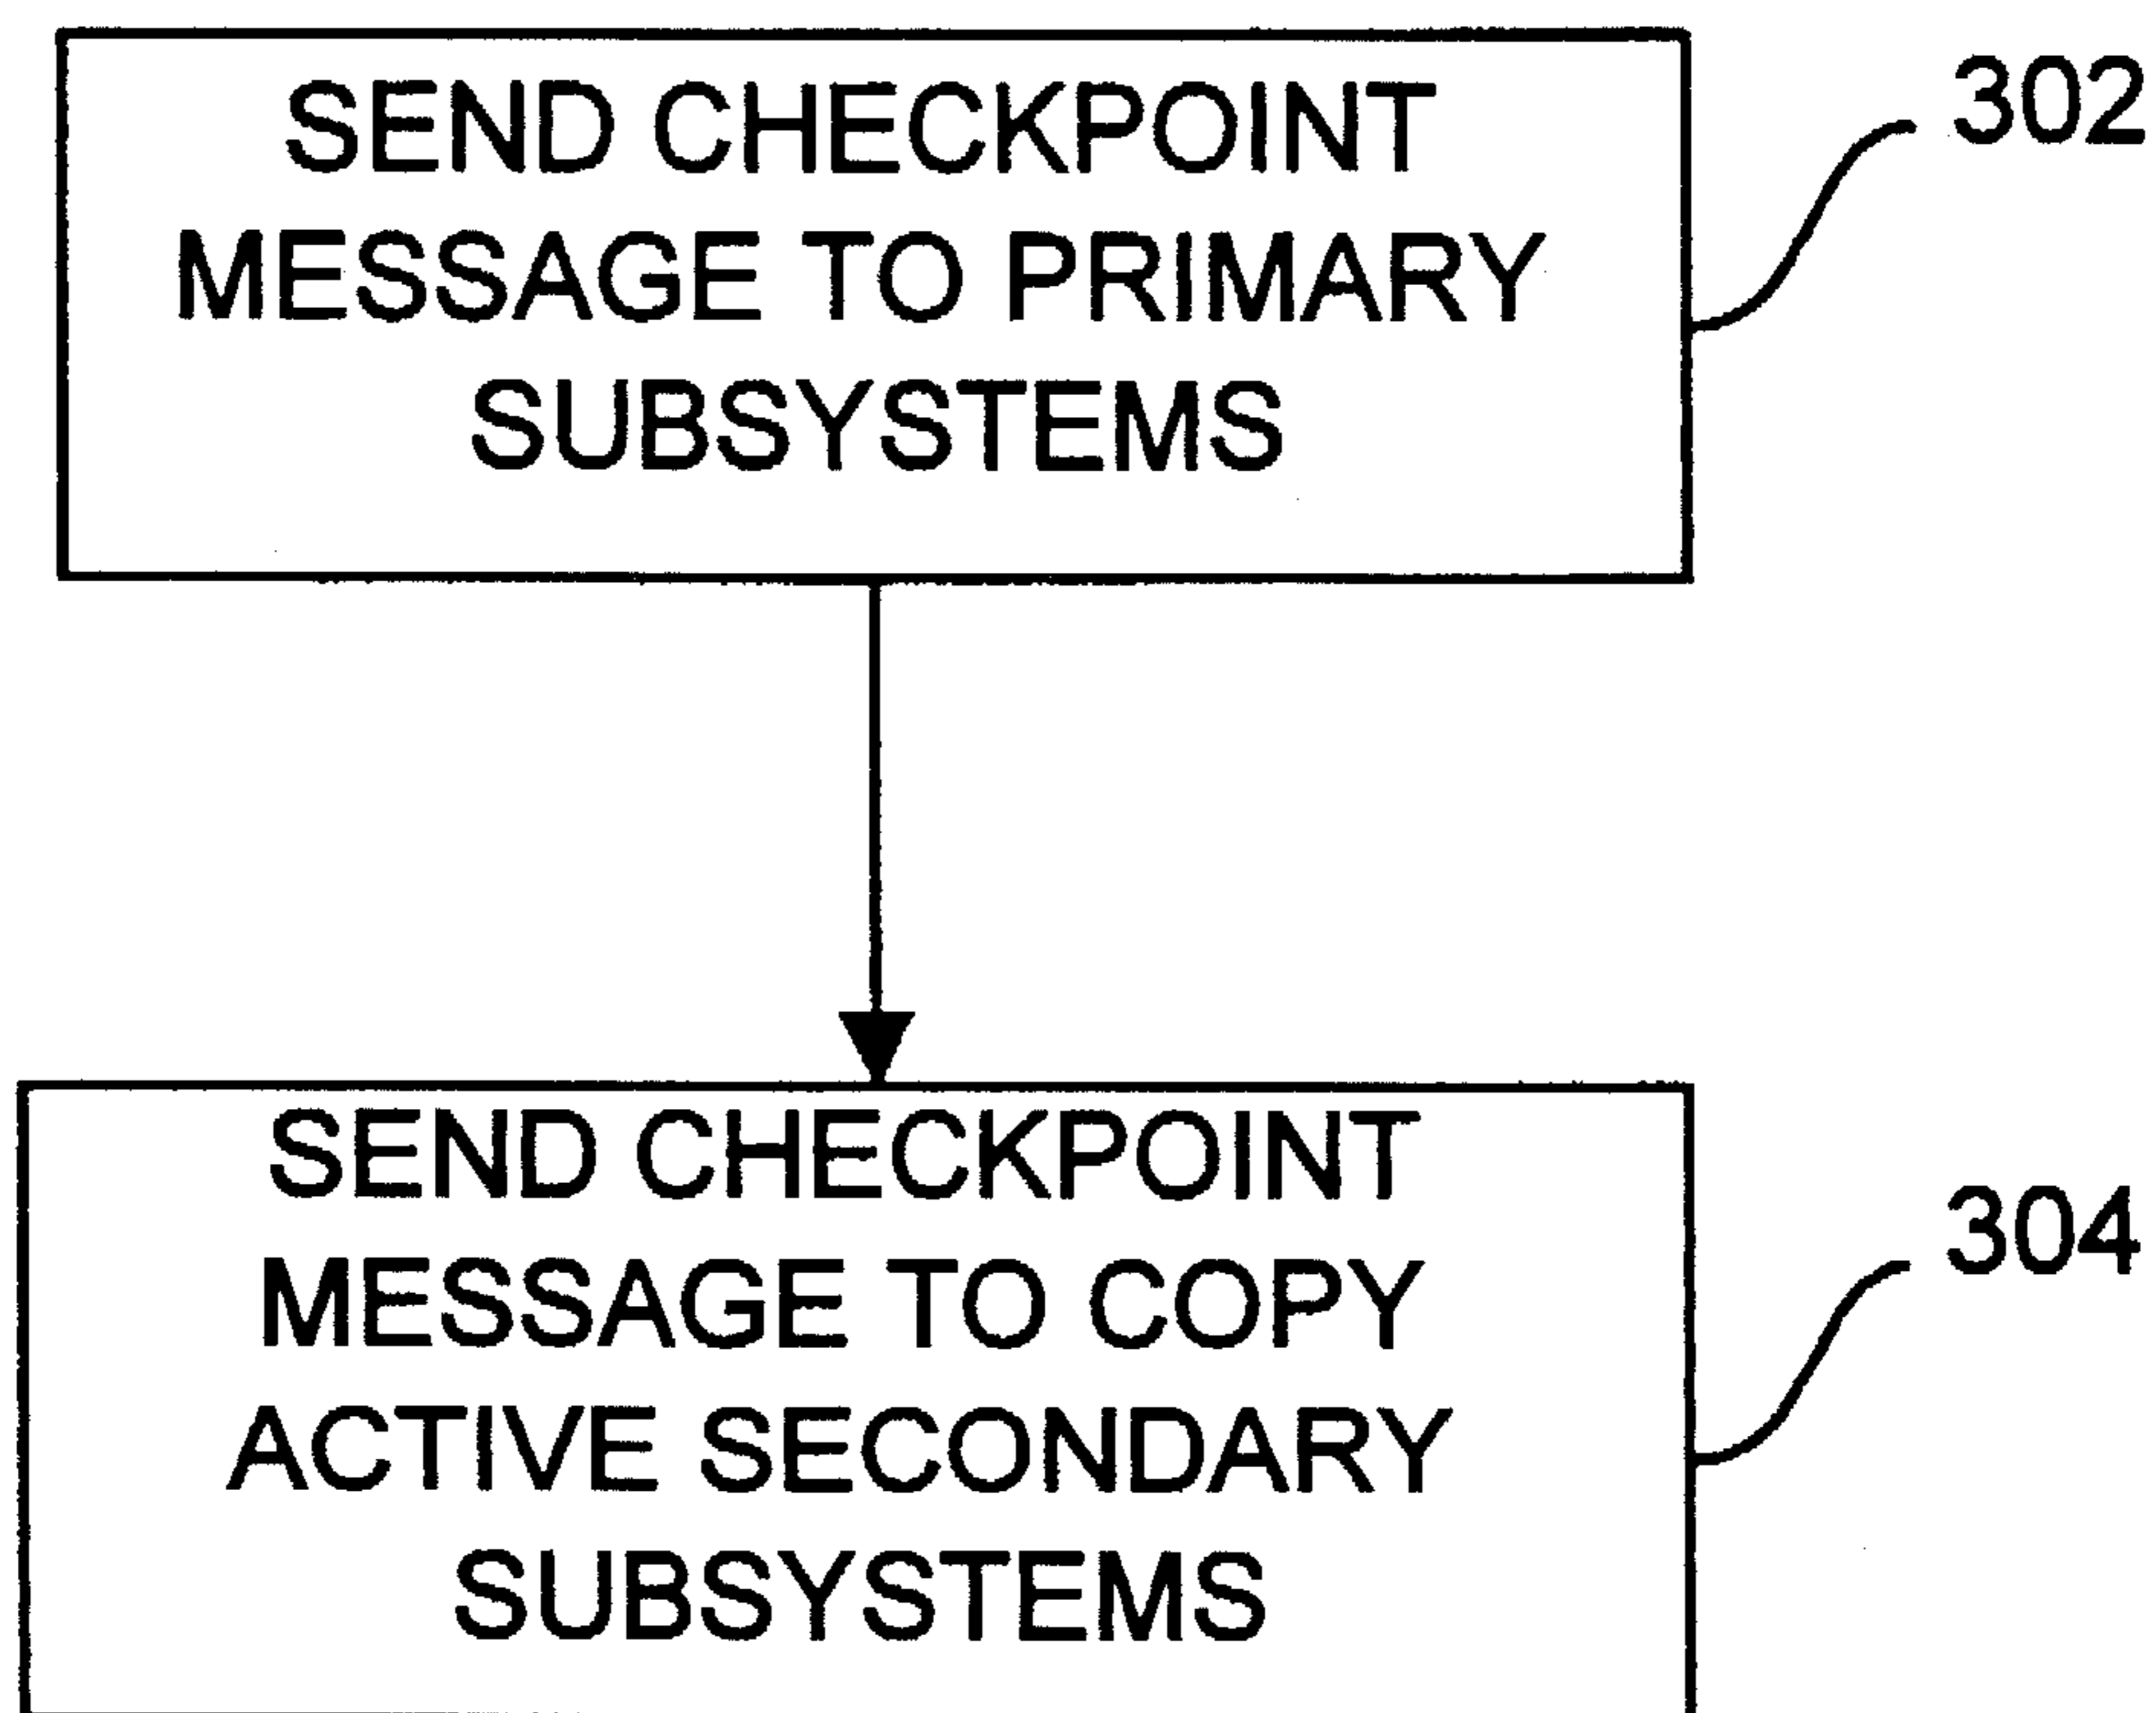 SEND CHECKPOINT
MESSAGE TO PRIMARY
SUBSYSTEMS
302
SEND CHECKPOINT
MESSAGE TO COPY
ACTIVE SECONDARY
SUBSYSTEMS
304